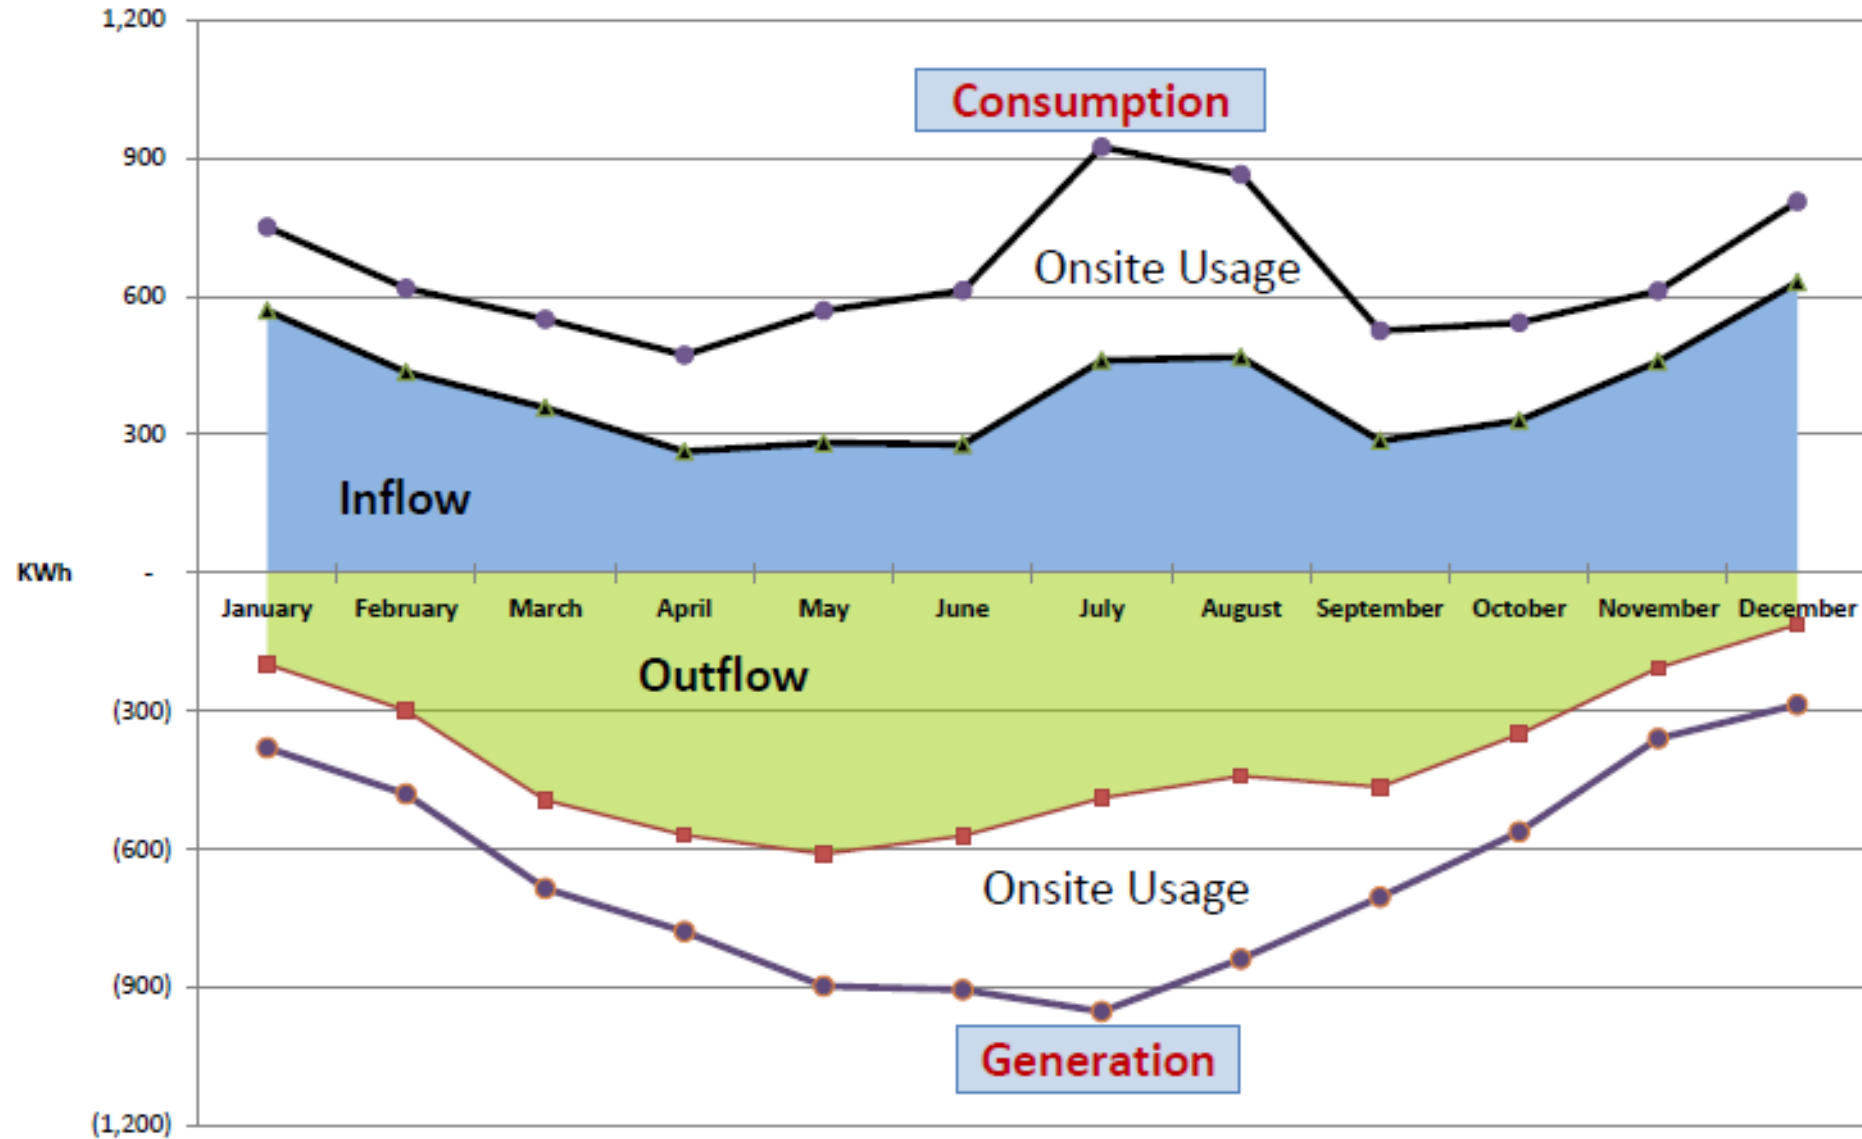 1,200
Consumption
900
Onsite Usage
600
300
Inflow
KWh -
January February March April May June July August September October November December
Outflow
(300)
(600)
Onsite Usage
(900)
Generation
(1,200)